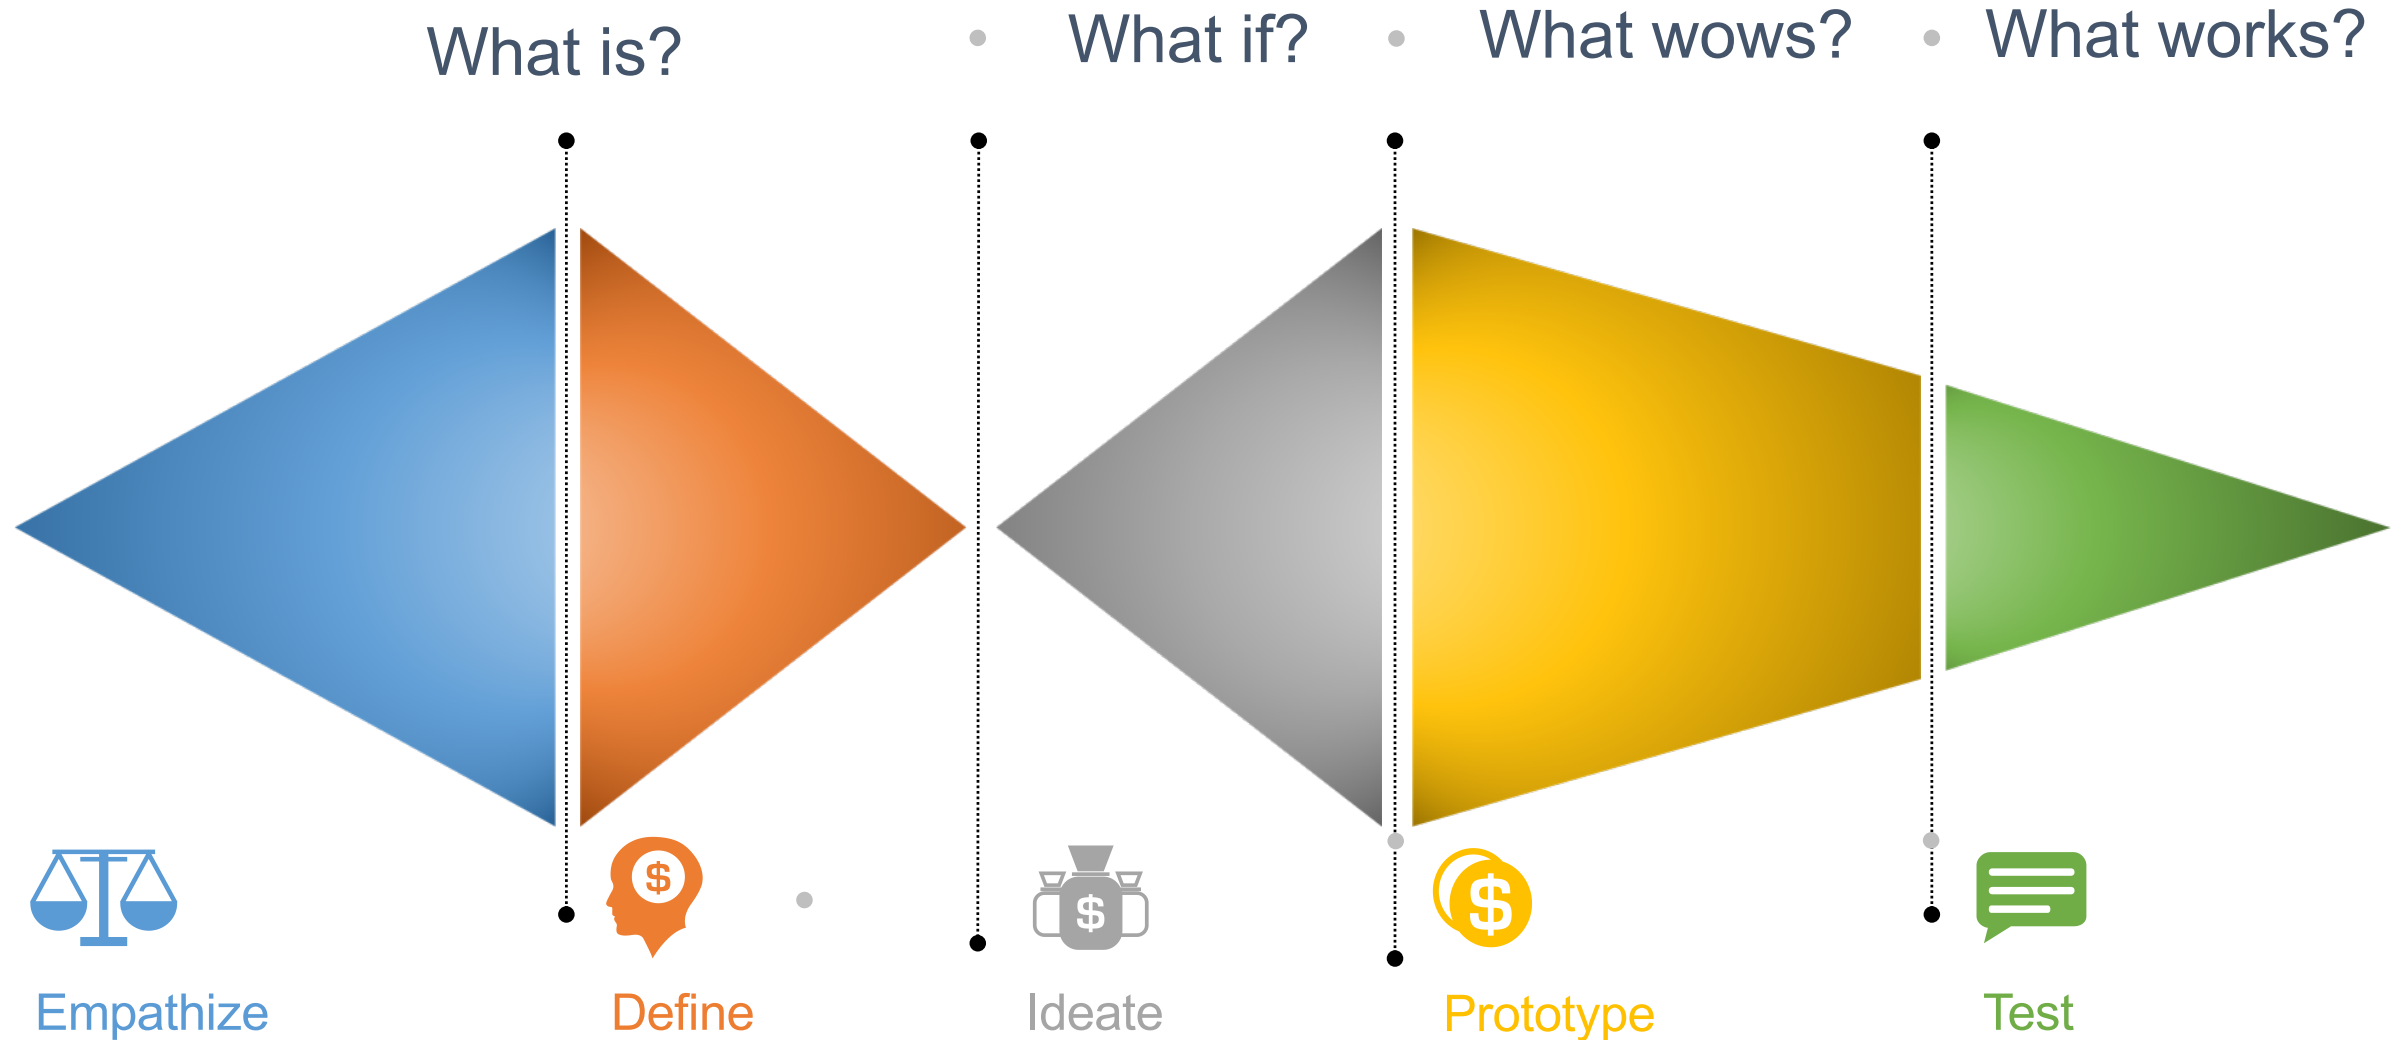 What is?
What if?
What wows?
What works?
$
$
$
Empathize
Define
Ideate
Prototype
Test